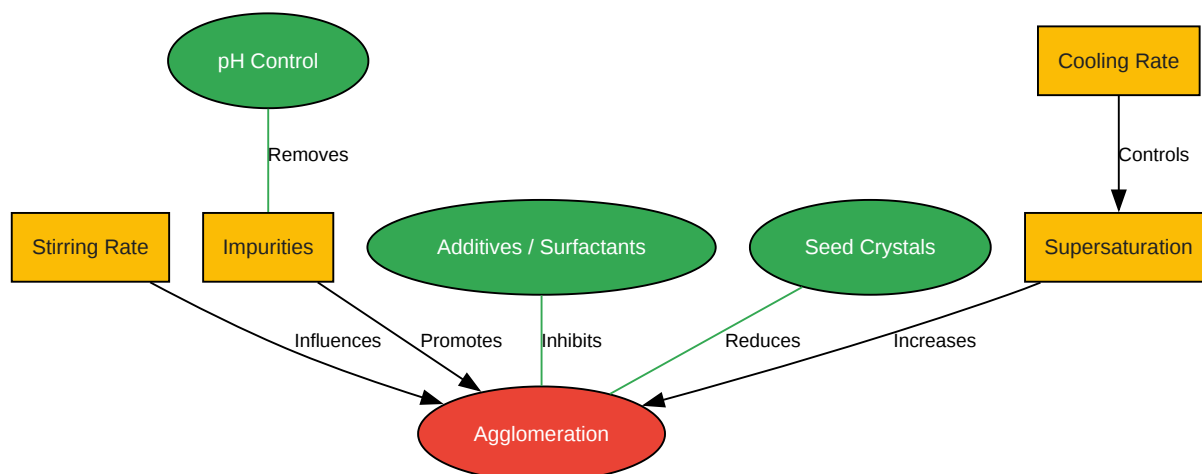 pH Control
Cooling Rate
Removes
Controls
Stirring Rate
Impurities
Additives / Surfactants
Seed Crystals
Supersaturation
Influences
Promotes
Inhibits
Reduces
Increases
Agglomeration